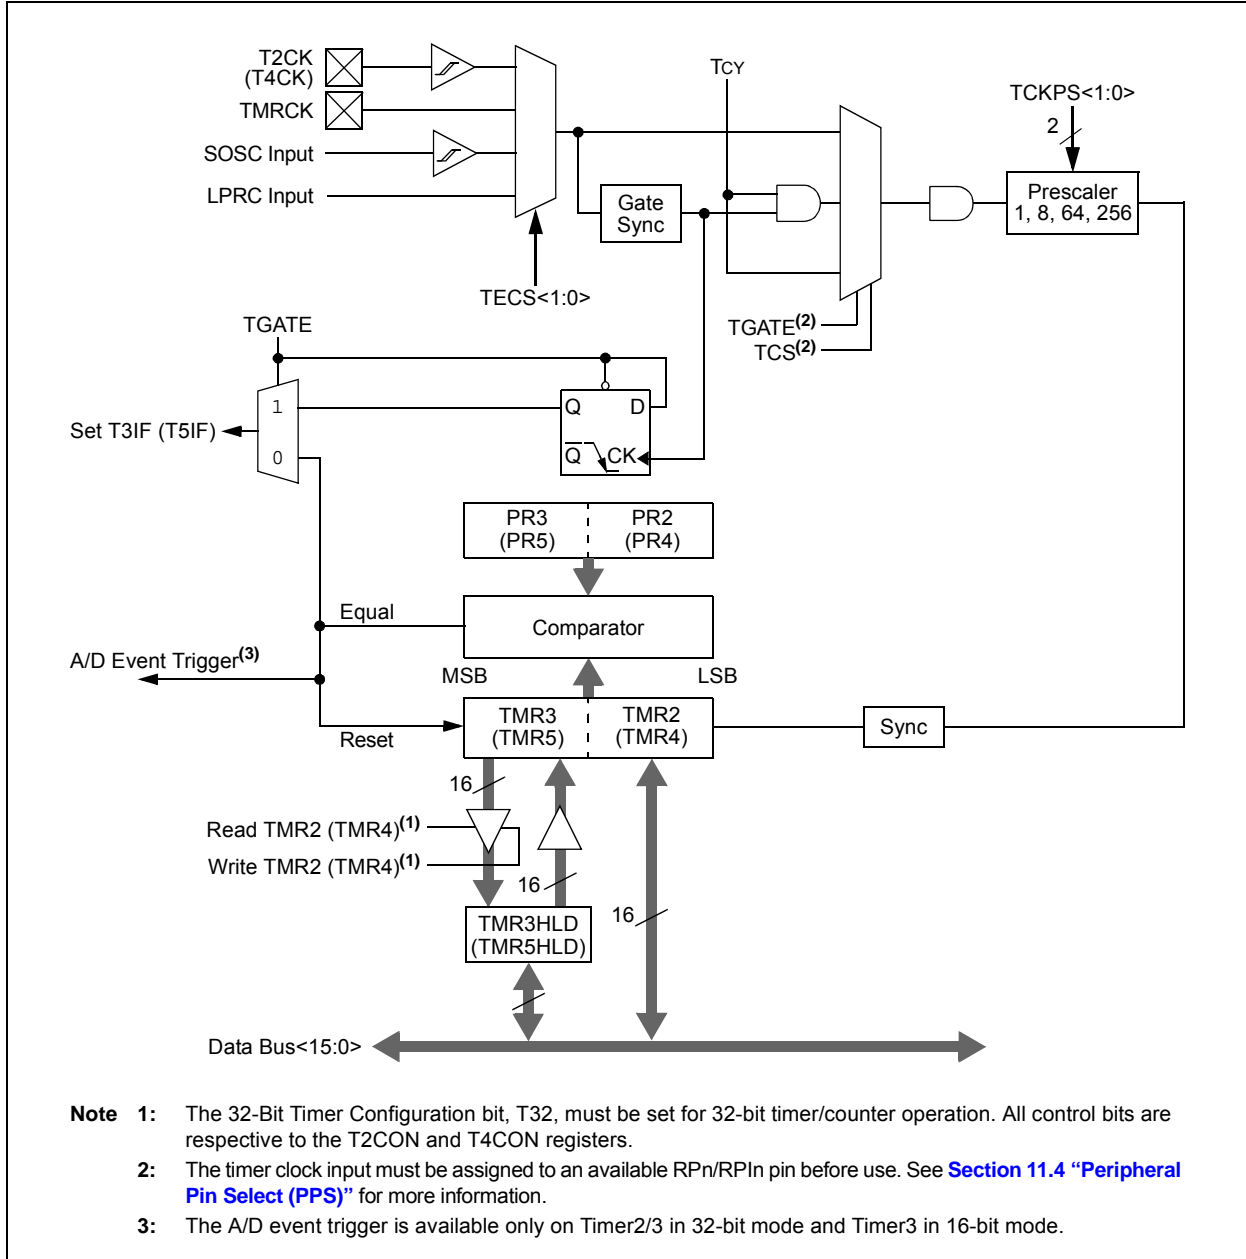 T2CK
(T4CK)
TMRCK
SOSC Input
LPRC Input
TECS<1:0>
TCY
TCKPS<1:0>
2
Gate
Sync
Prescaler
1, 8, 64, 256
TGATE(2)
TCS(2)
TGATE
1
0
Set T3IF (T5IF)
Q D
Q CK
PR3
(PR5)
PR2
(PR4)
Equal
Comparator
A/D Event Trigger(3)
MSB LSB
Reset
TMR3
(TMR5)
TMR2
(TMR4)
Sync
16
Read TMR2 (TMR4)(1)
Write TMR2 (TMR4)(1)
16
16
TMR3HLD
(TMR5HLD)
Data Bus<15:0>
Note 1: The 32-Bit Timer Configuration bit, T32, must be set for 32-bit timer/counter operation. All control bits are
respective to the T2CON and T4CON registers.
2: The timer clock input must be assigned to an available RPn/RPIn pin before use. See Section 11.4 “Peripheral
Pin Select (PPS)” for more information.
3: The A/D event trigger is available only on Timer2/3 in 32-bit mode and Timer3 in 16-bit mode.